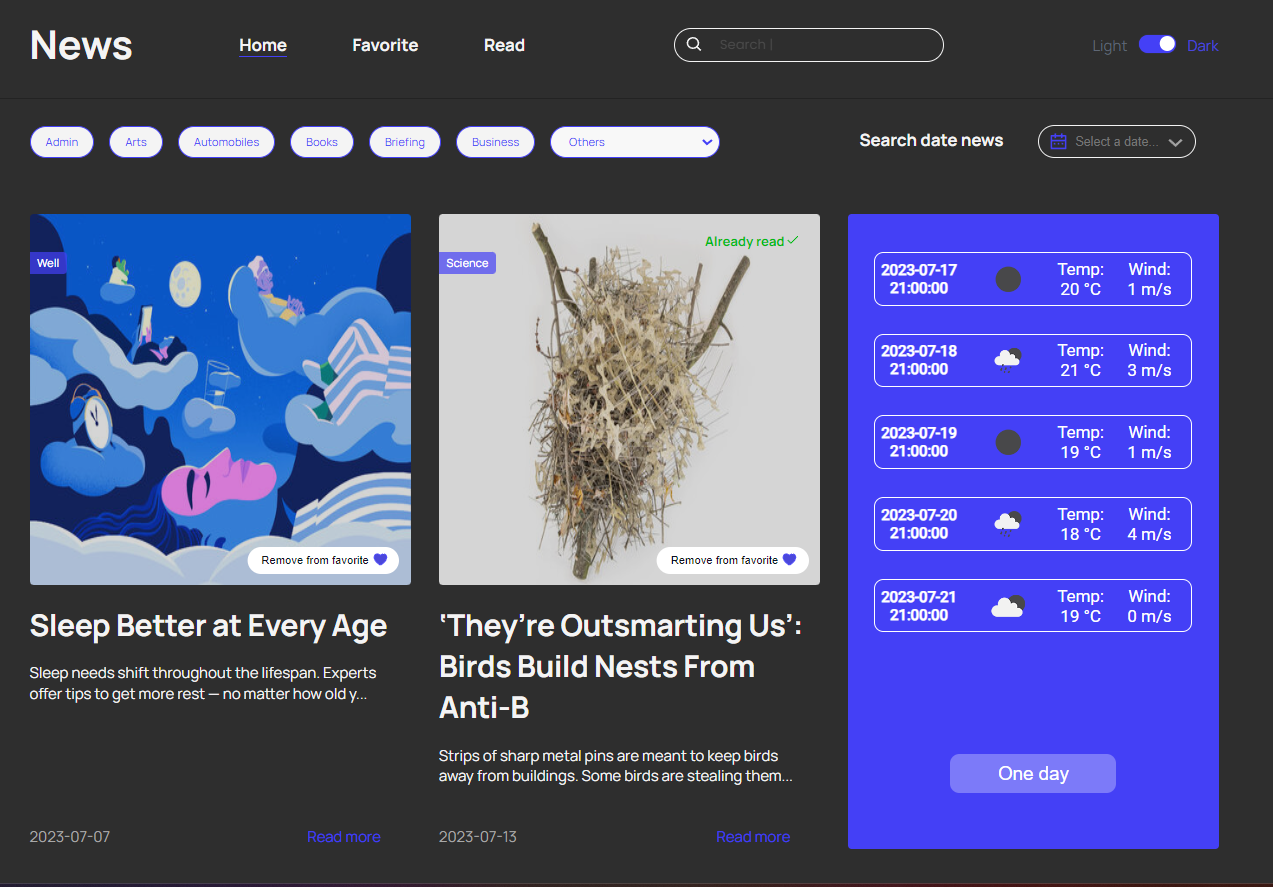 News
Home
Favorite
Read
Search |
Light
Dark
Admin
Arts
Automobiles
Books
Briefing
Business
Others
Search date news
Select a date...
Well
Remove from favorite
Sleep Better at Every Age
Sleep needs shift throughout the lifespan. Experts
offer tips to get more rest — no matter how old y...
2023-07-07
Read more
Already read
Science
Remove from favorite
‘They’re Outsmarting Us’:
Birds Build Nests From
Anti-B
Strips of sharp metal pins are meant to keep birds
away from buildings. Some birds are stealing them...
2023-07-13
Read more
2023-07-17 Temp: Wind:
21:00:00 20 °C 1 m/s
2023-07-18 Temp: Wind:
21:00:00 21 °C 3 m/s
2023-07-19 Temp: Wind:
21:00:00 19 °C 1 m/s
2023-07-20 Temp: Wind:
21:00:00 18 °C 4 m/s
2023-07-21 Temp: Wind:
21:00:00 19 °C 0 m/s
One day